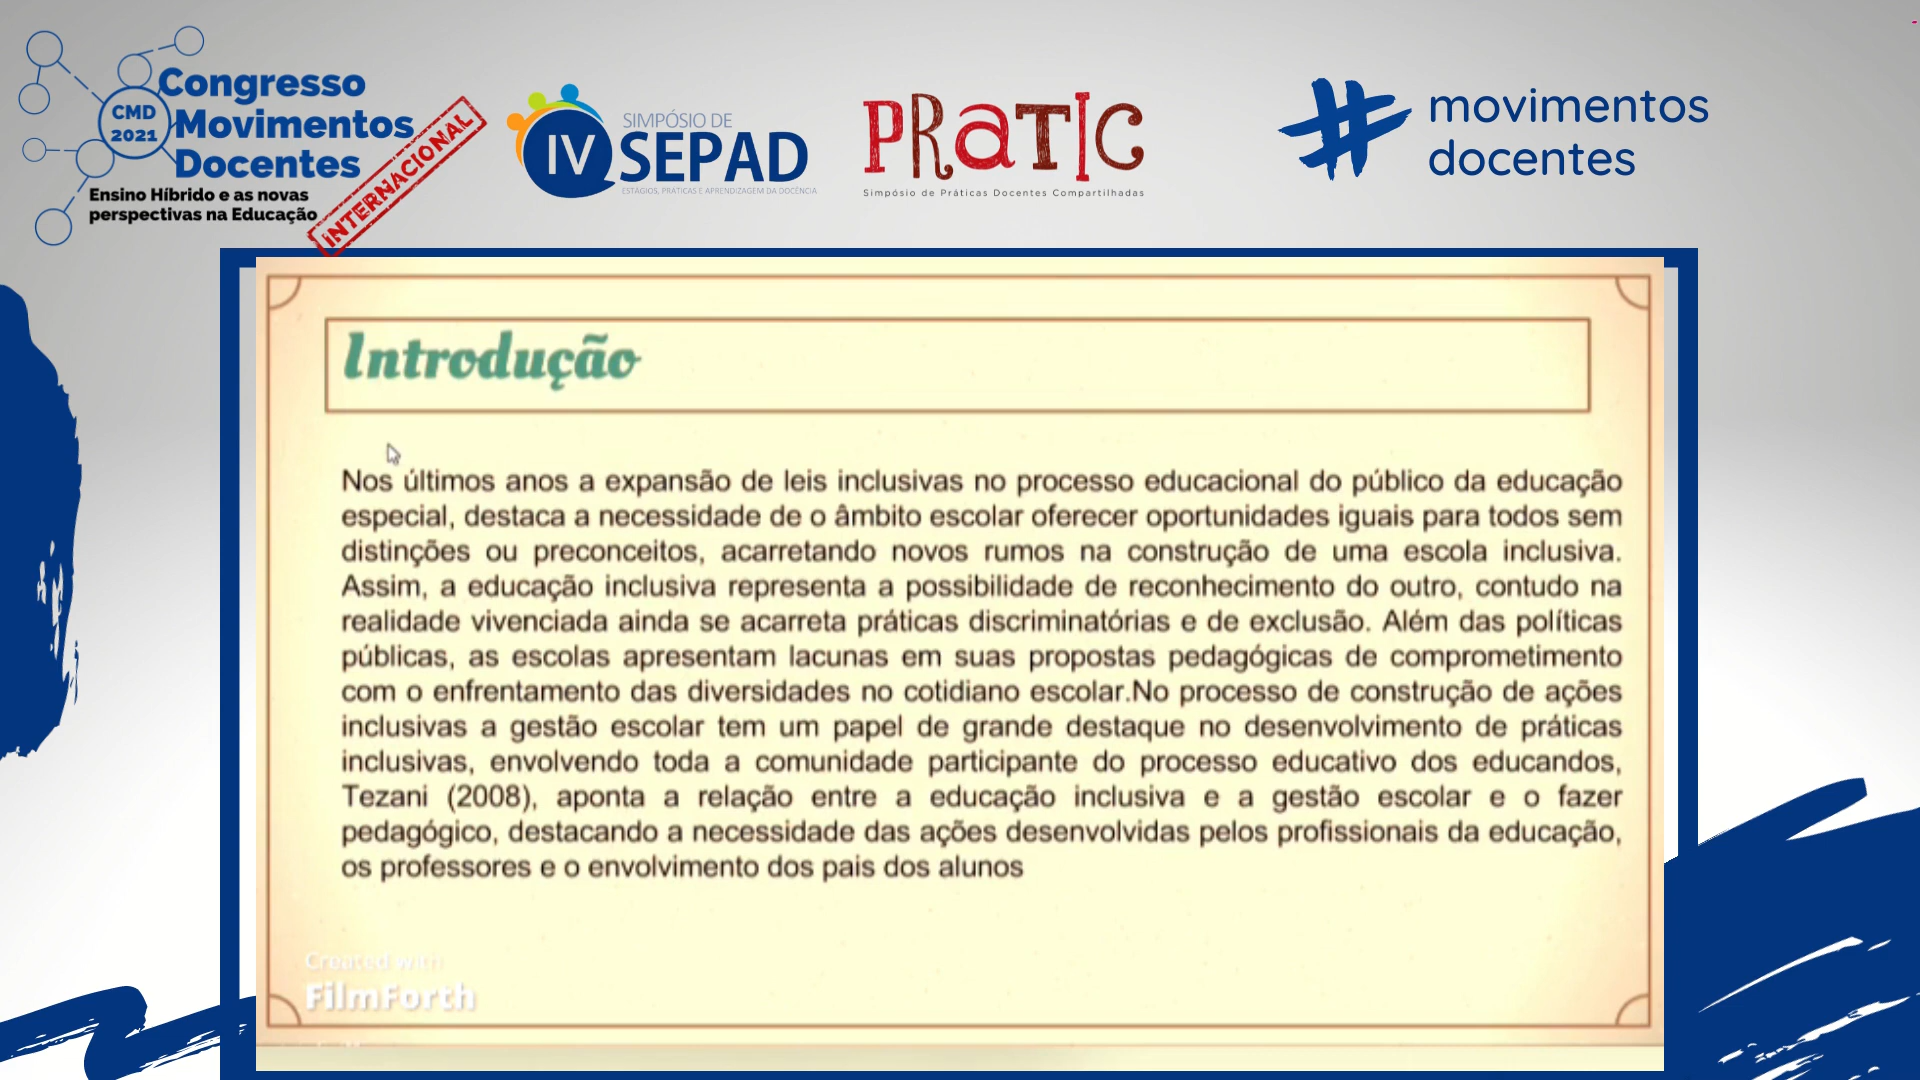 Congresso
Movimentos
Docentes
CMD
2021
INTERNACIONAL
Ensino Híbrido e as novas
perspectivas na Educação
SIMPÓSIO DE
IV SEPAD
ESTÁGIOS, PRÁTICAS E APRENDIZAGEM DA DOCÊNCIA
PRATIC
Simpósio de Práticas Docentes Compartilhadas
# movimentos
docentes
Introdução
Nos últimos anos a expansão de leis inclusivas no processo educacional do público da educação
especial, destaca a necessidade de o âmbito escolar oferecer oportunidades iguais para todos sem
distinções ou preconceitos, acarretando novos rumos na construção de uma escola inclusiva.
Assim, a educação inclusiva representa a possibilidade de reconhecimento do outro, contudo na
realidade vivenciada ainda se acarreta práticas discriminatórias e de exclusão. Além das políticas
públicas, as escolas apresentam lacunas em suas propostas pedagógicas de comprometimento
com o enfrentamento das diversidades no cotidiano escolar.No processo de construção de ações
inclusivas a gestão escolar tem um papel de grande destaque no desenvolvimento de práticas
inclusivas, envolvendo toda a comunidade participante do processo educativo dos educandos,
Tezani (2008), aponta a relação entre a educação inclusiva e a gestão escolar e o fazer
pedagógico, destacando a necessidade das ações desenvolvidas pelos profissionais da educação,
os professores e o envolvimento dos pais dos alunos
Created with
FilmForth